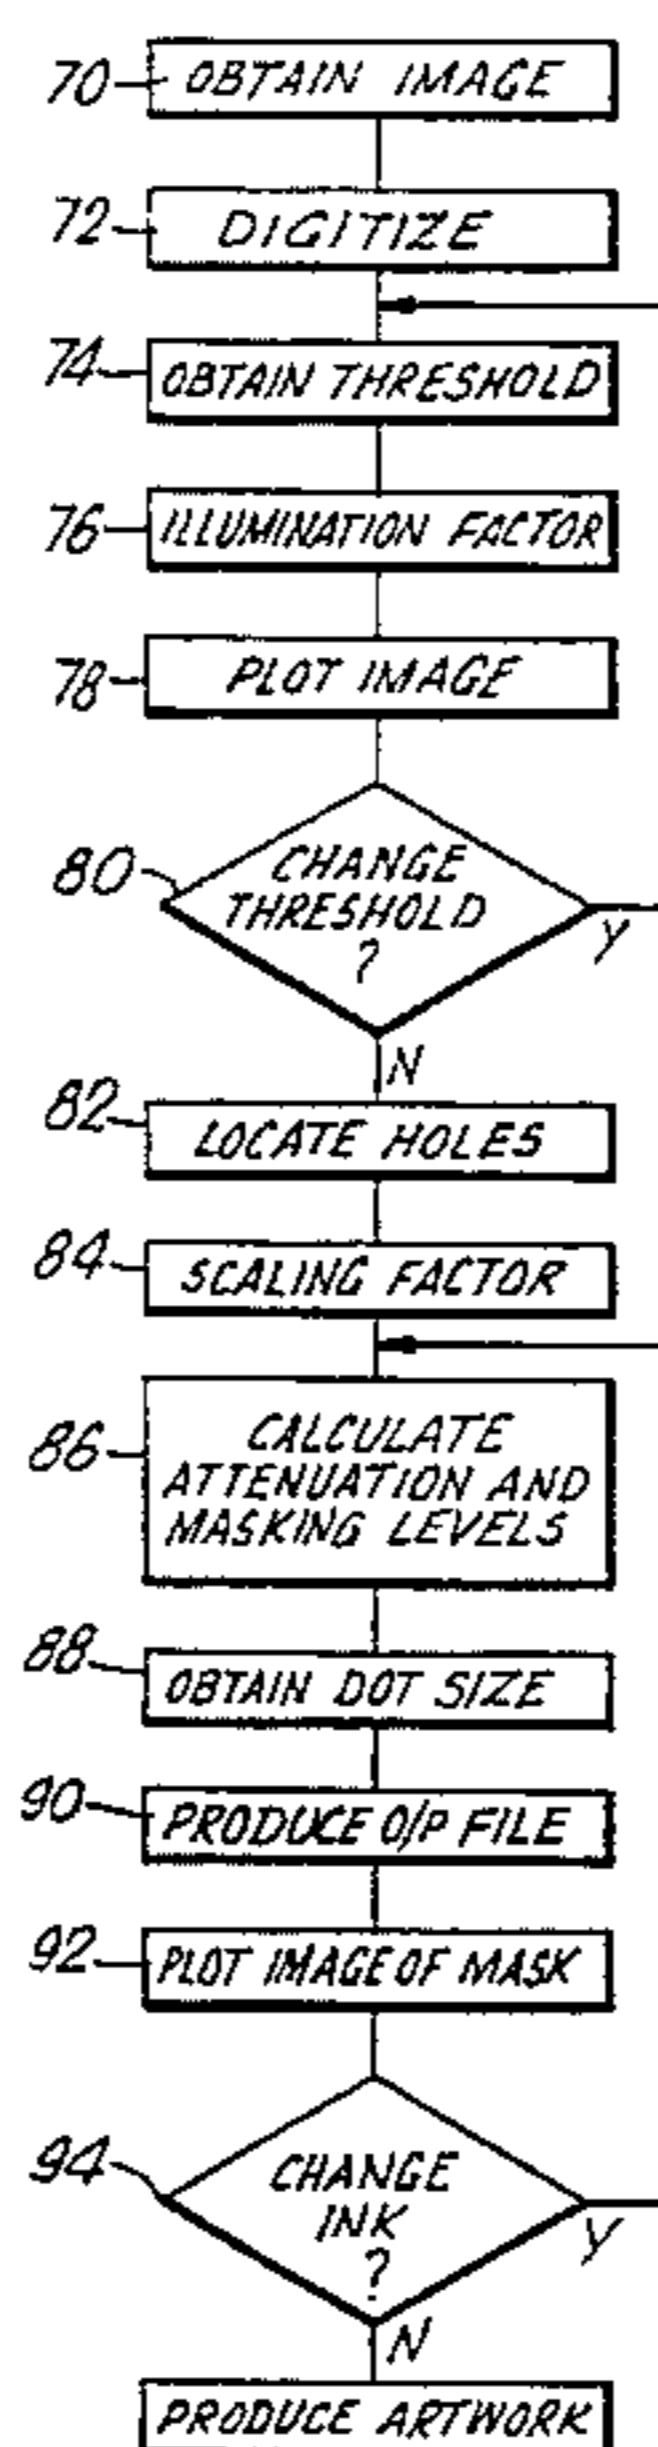 70 OBTAIN IMAGE
72 DIGITIZE
74 OBTAIN THRESHOLD
76 ILLUMINATION FACTOR
78 PLOT IMAGE
80 CHANGE
THRESHOLD
?
Y
N
82 LOCATE HOLES
84 SCALING FACTOR
86 CALCULATE
ATTENUATION AND
MASKING LEVELS
88 OBTAIN DOT SIZE
90 PRODUCE O/P FILE
92 PLOT IMAGE OF MASK
94 CHANGE
INK
?
Y
N
PRODUCE ARTWORK